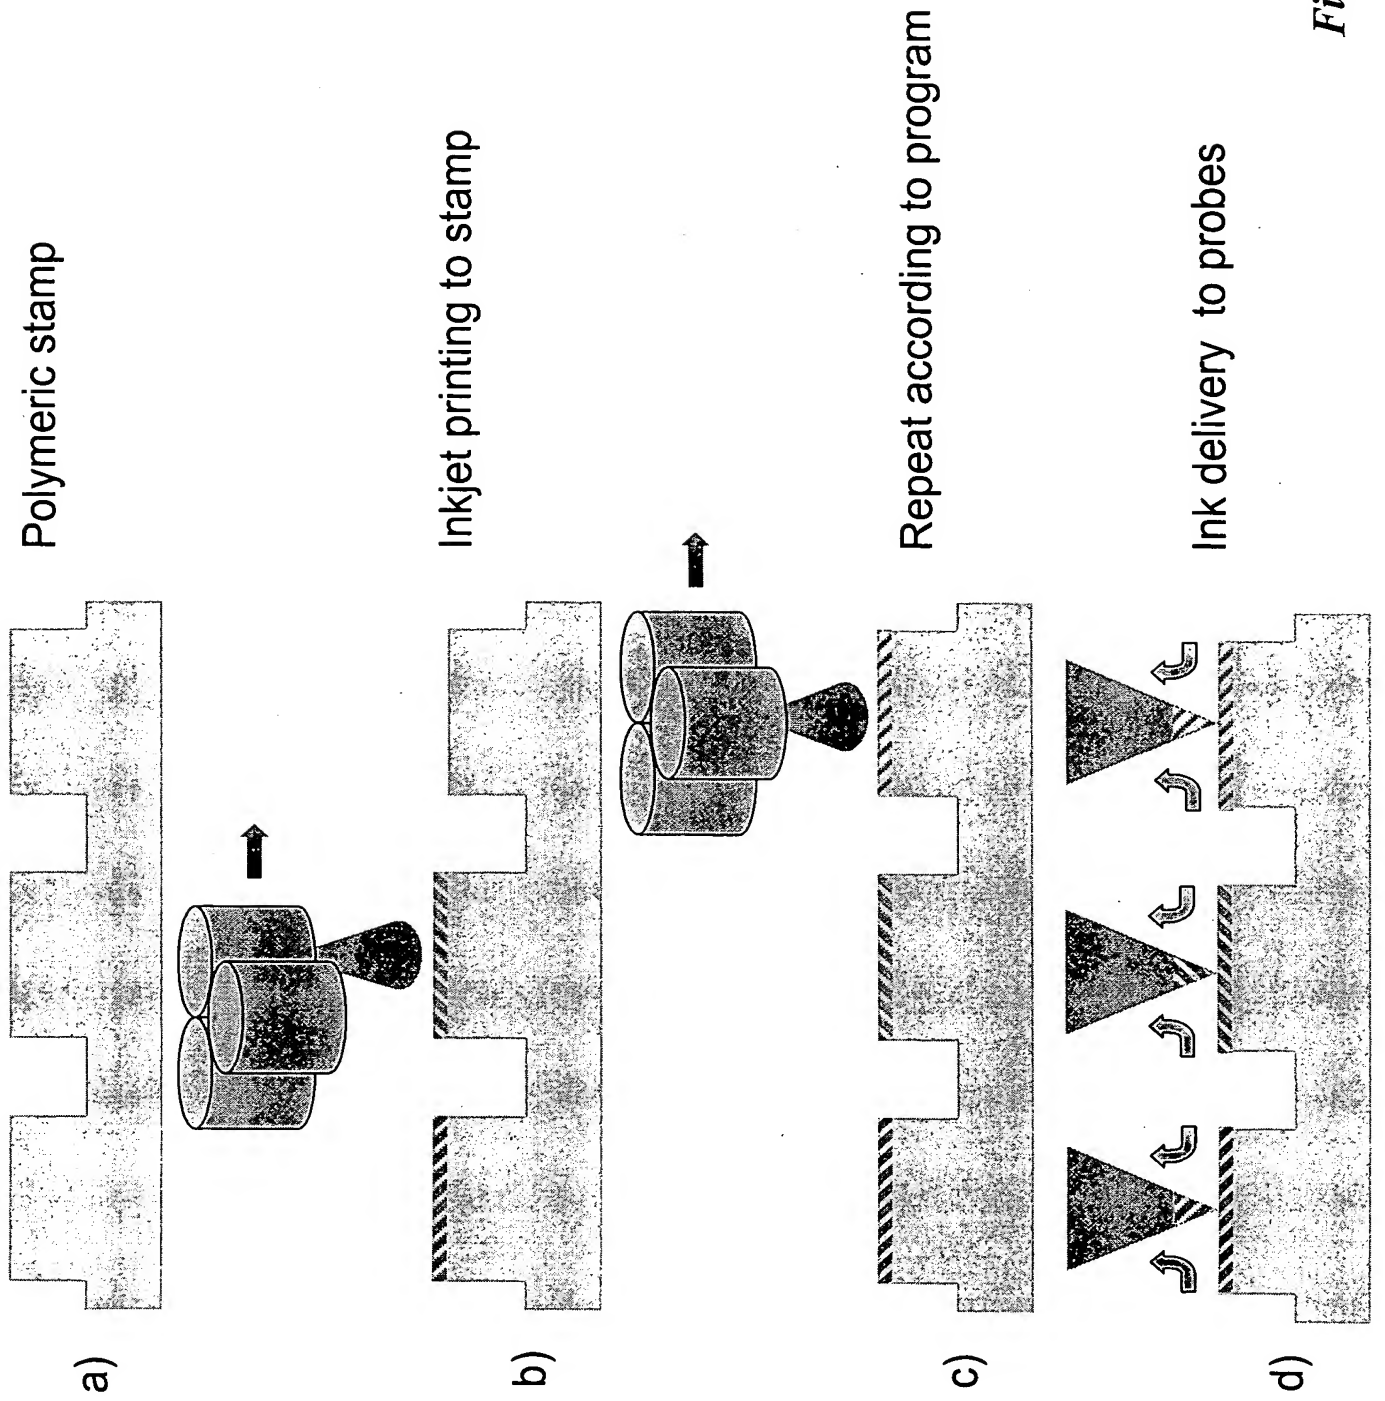 a)
Polymeric stamp
b)
Inkjet printing to stamp
c)
Repeat according to program
d)
Ink delivery to probes